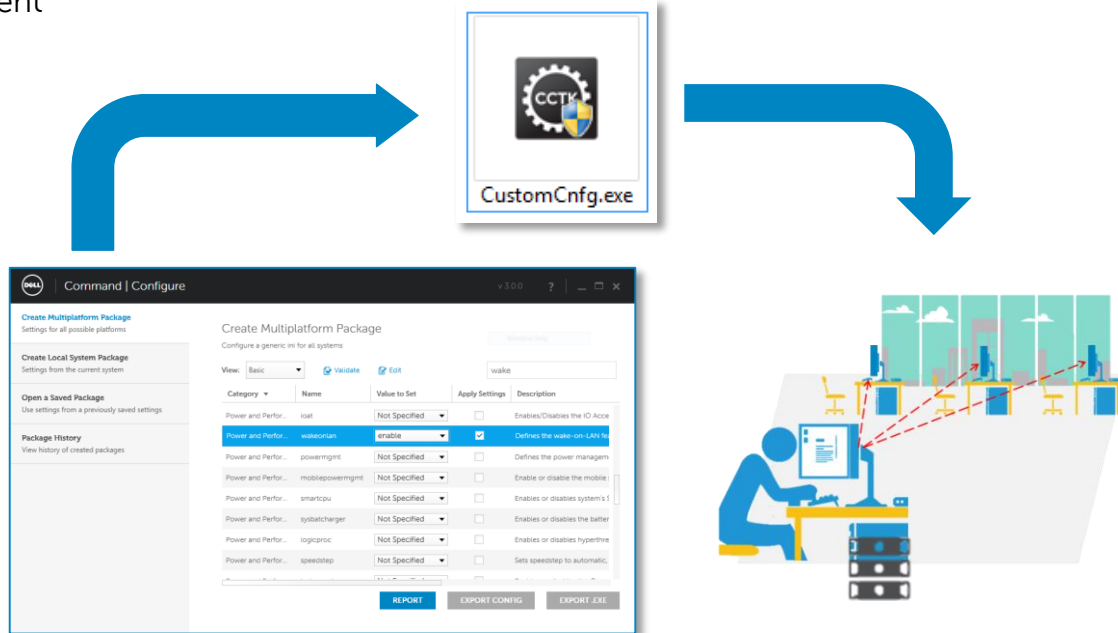 ent
CCTK
CustomCnfg.exe
DELL
Command | Configure
v 3.0.0 ?
Create Multiplatform Package
Settings for all possible platforms
Create Local System Package
Settings from the current system
Open a Saved Package
Use settings from a previously saved settings
Package History
View history of created packages
Create Multiplatform Package
Configure a generic ini for all systems
View: Basic Validate Edit wake
Category Name Value to Set Apply Settings Description
Power and Perfor... ioat Not Specified Enables/Disables the IO Acce
Power and Perfor... wakeonlan enable Defines the wake-on-LAN fea
Power and Perfor... powermgmt Not Specified Defines the power managem
Power and Perfor... mobilepowermgmt Not Specified Enable or disable the mobile
Power and Perfor... smartcpu Not Specified Enables or disables system's S
Power and Perfor... sysbatcharger Not Specified Enables or disables the batter
Power and Perfor... logicproc Not Specified Enables or disables hyperthre
Power and Perfor... speedstep Not Specified Sets speedstep to automatic,
REPORT EXPORT CONFIG EXPORT .EXE